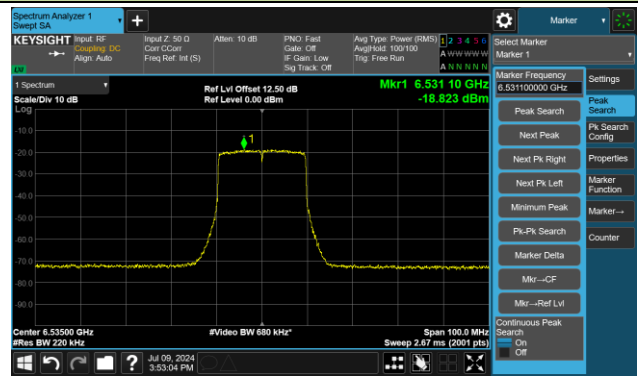 Spectrum Analyzer 1
Swept SA
Marker
KEYSIGHT
Input: RF
Coupling: DC
Align: Auto
Input Z: 50 Ω
Corr CCorr
Freq Ref: Int (S)
Atten: 10 dB
PNO: Fast
Gate: Off
IF Gain: Low
Sig Track: Off
Avg Type: Power (RMS)
Avg|Hold: 100/100
Trig: Free Run
1 2 3 4 5 6
A W W W W W
A N N N N N
LW
Select Marker
Marker 1
1 Spectrum
Scale/Div 10 dB
Log
Ref Lvl Offset 12.50 dB
Ref Level 0.00 dBm
Mkr1 6.531 10 GHz
-18.823 dBm
1
-10.0
-20.0
-30.0
-40.0
-50.0
-60.0
-70.0
-80.0
-90.0
Center 6.53500 GHz
#Res BW 220 kHz
#Video BW 680 kHz*
Span 100.0 MHz
Sweep 2.67 ms (2001 pts)
Marker Frequency
6.531100000 GHz
Peak Search
Next Peak
Next Pk Right
Next Pk Left
Minimum Peak
Pk-Pk Search
Marker Delta
Mkr→CF
Mkr→Ref Lvl
Continuous Peak
Search
On
Off
Settings
Peak
Search
Pk Search
Config
Properties
Marker
Function
Marker→
Counter
?
Jul 09, 2024
3:53:04 PM